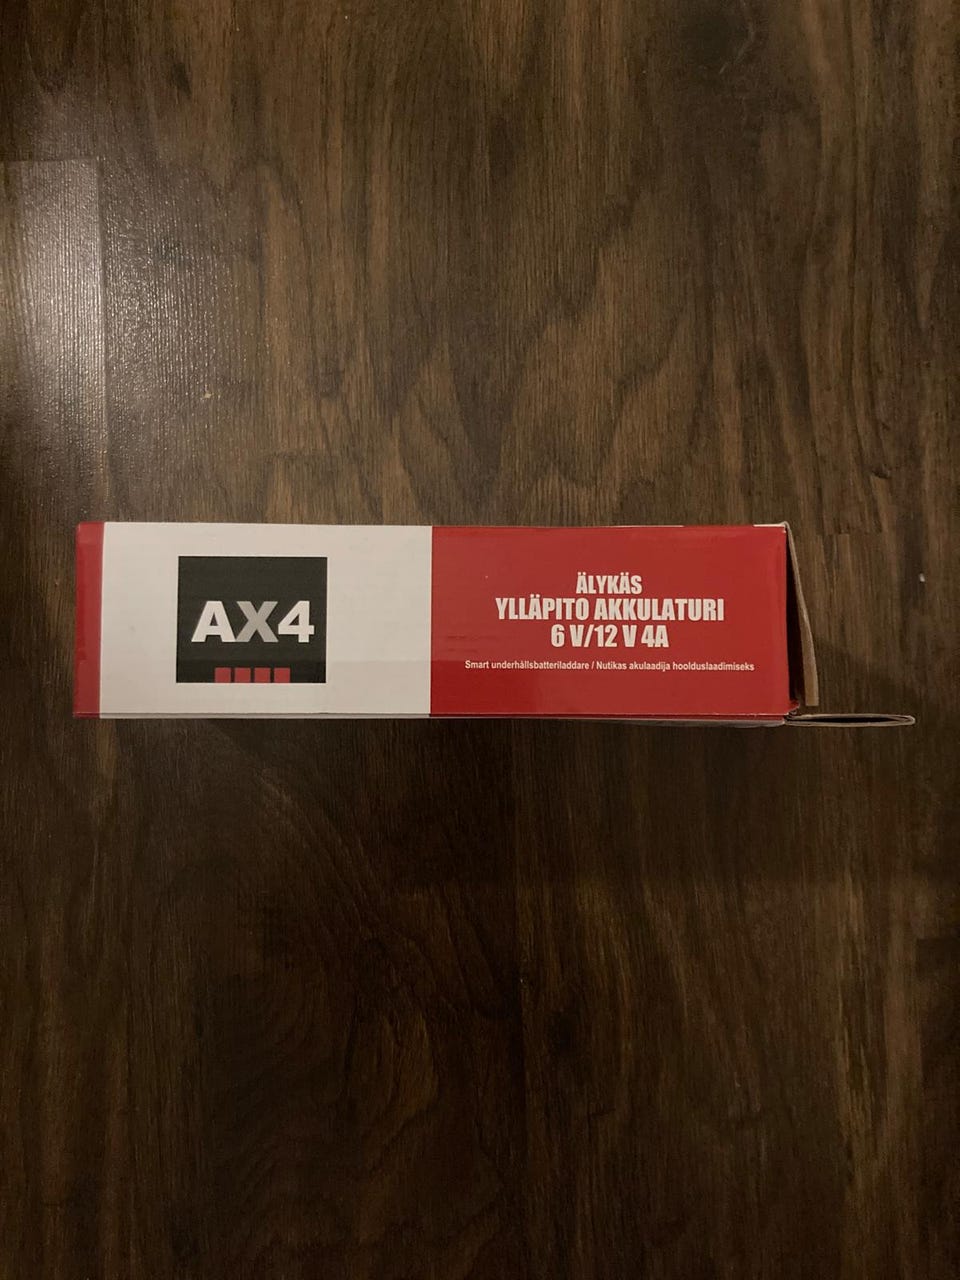 AX4
ÄLYKÄS
YLLÄPITO AKKULATURI
6 V/12 V 4A
Smart underhållsbatteriladdare / Nutikas akulaadija hoolduslaadimiseks